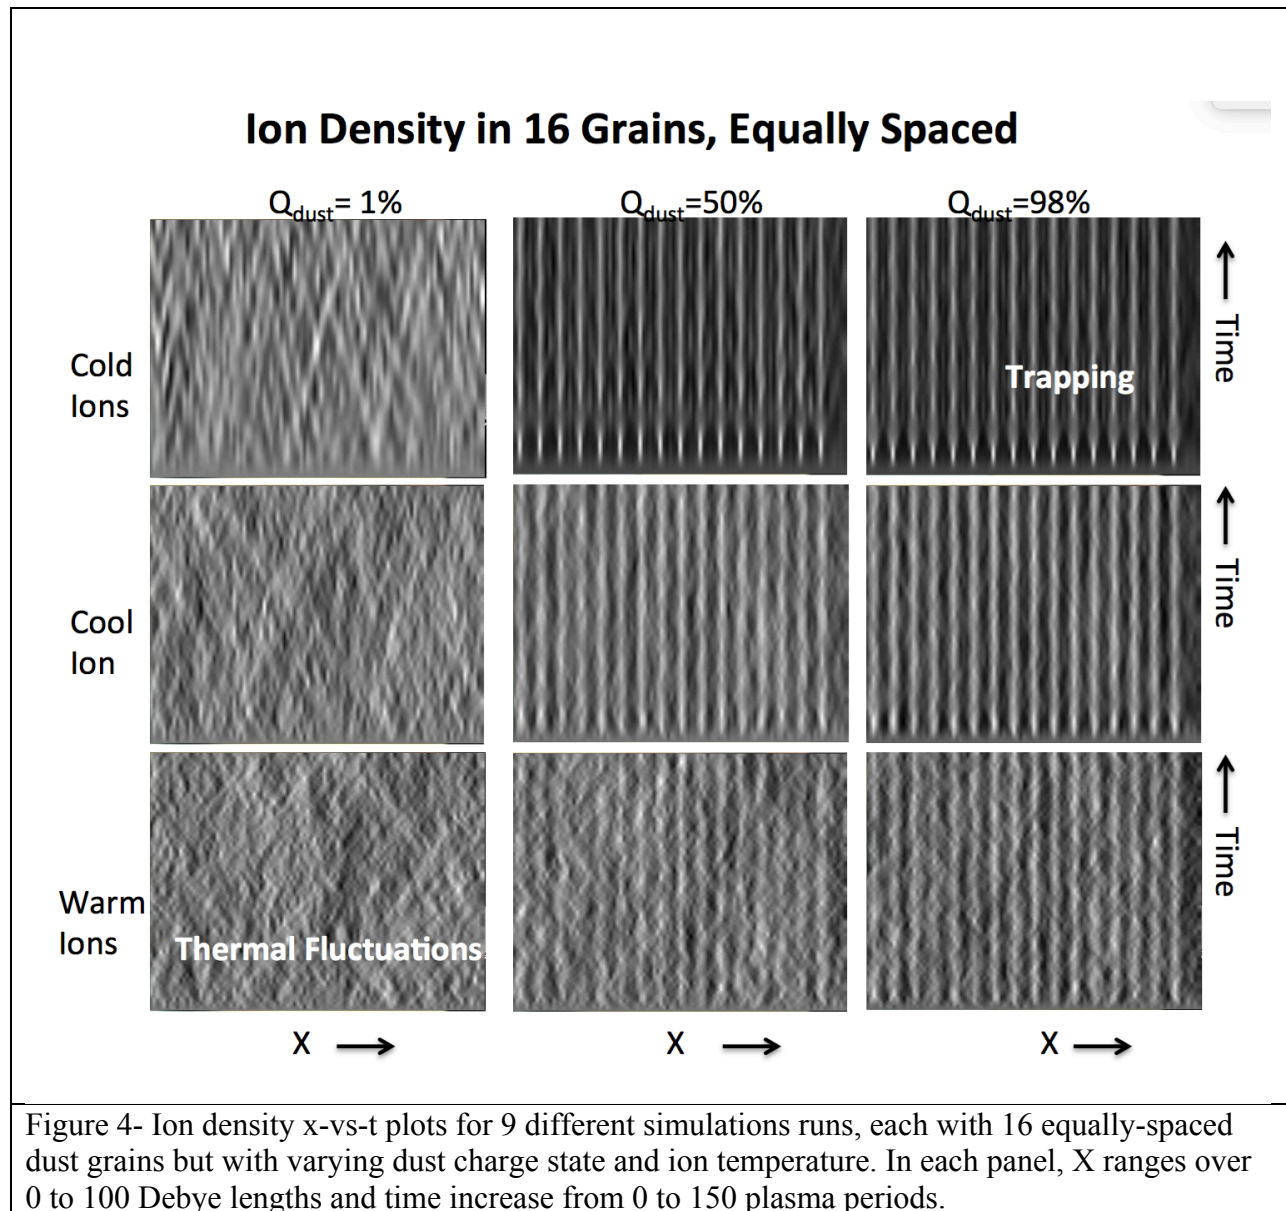 Ion Density in 16 Grains, Equally Spaced
Qdust= 1%
Qdust=50%
Qdust=98%
Cold
Ions
Trapping
Time
Cool
Ion
Time
Warm
Ions
Thermal Fluctuations
Time
X
X
X
Figure 4- Ion density x-vs-t plots for 9 different simulations runs, each with 16 equally-spaced
dust grains but with varying dust charge state and ion temperature. In each panel, X ranges over
0 to 100 Debye lengths and time increase from 0 to 150 plasma periods.